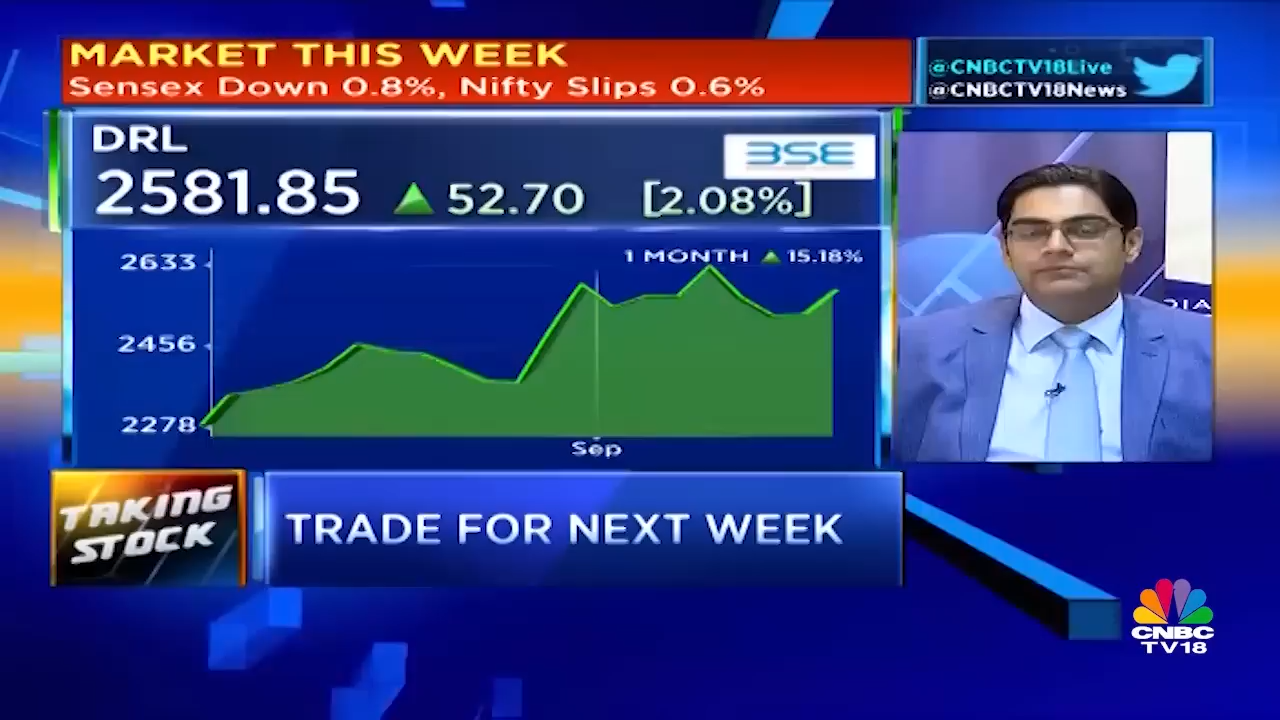 MARKET THIS WEEK
Sensex Down 0.8%, Nifty Slips 0.6%
@CNBCTV18Live
@CNBCTV18News
DRL
BSE
2581.85 ▲ 52.70 [2.08%]
1 MONTH ▲ 15.18%
2633
2456
2278
Sep
TAKING
STOCK
TRADE FOR NEXT WEEK
CNBC
TV18